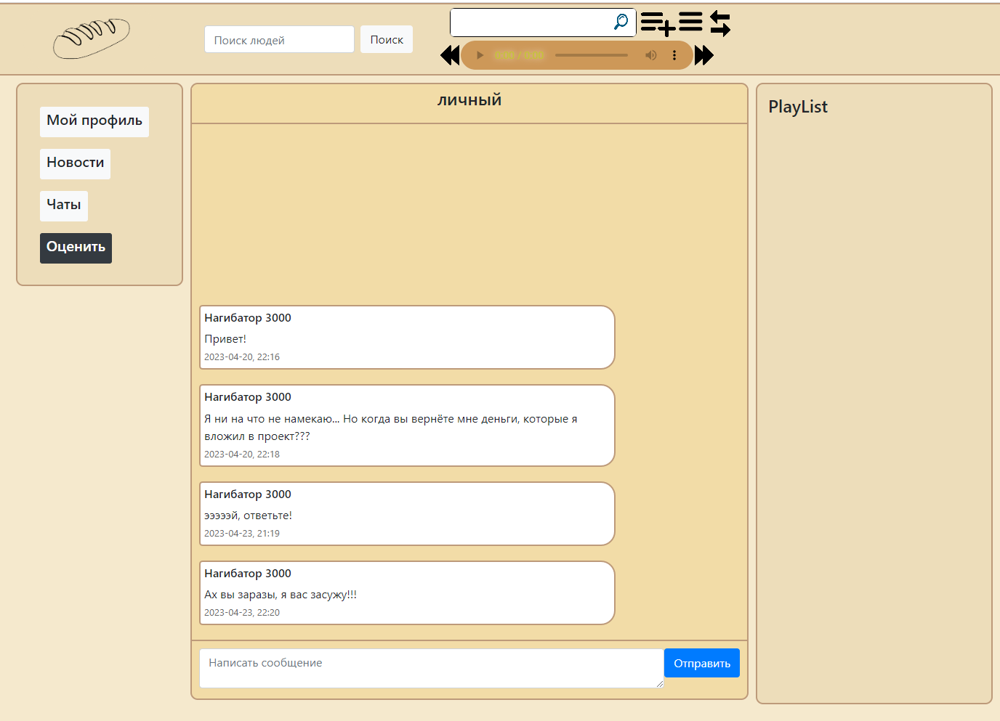 Поиск людей
Поиск
0:00 / 0:00
Мой профиль
Новости
Чаты
Оценить
личный
Нагибатор 3000
Привет!
2023-04-20, 22:16
Нагибатор 3000
Я ни на что не намекаю... Но когда вы вернёте мне деньги, которые я
вложил в проект???
2023-04-20, 22:18
Нагибатор 3000
эээээй, ответьте!
2023-04-23, 21:19
Нагибатор 3000
Ах вы заразы, я вас засужу!!!
2023-04-23, 22:20
Написать сообщение
Отправить
PlayList